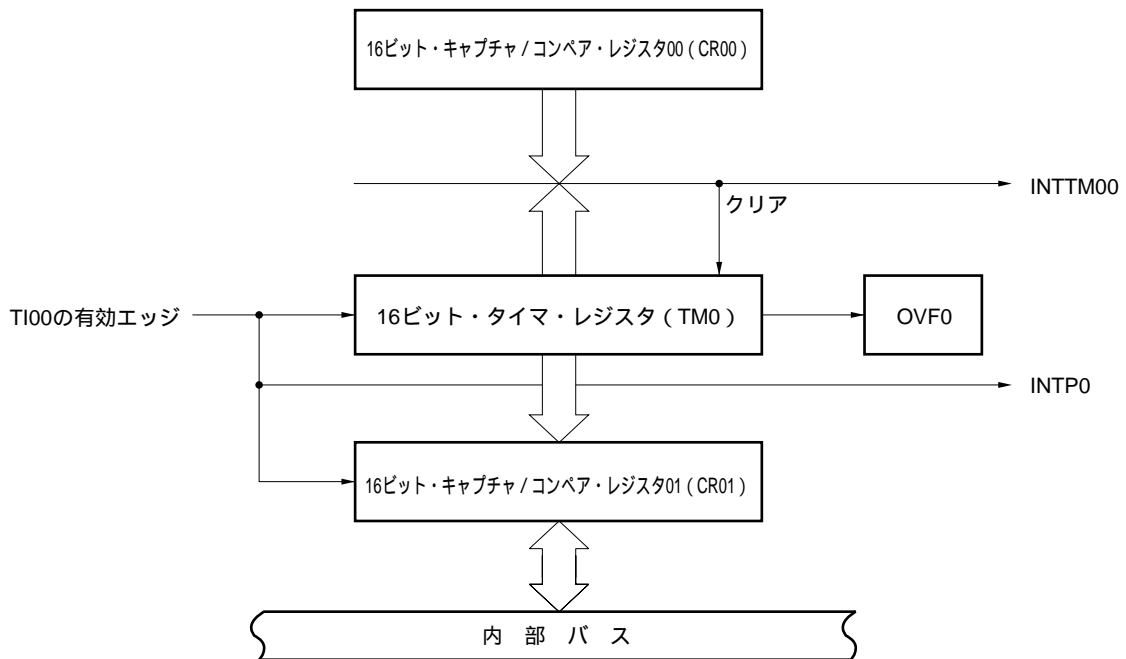 16ビット・キャプチャ/コンペア・レジスタ00(CR00)
INTTM00
クリア
TI00の有効エッジ
16ビット・タイマ・レジスタ(TM0)
OVF0
INTP0
16ビット・キャプチャ/コンペア・レジスタ01(CR01)
内 部 バ ス